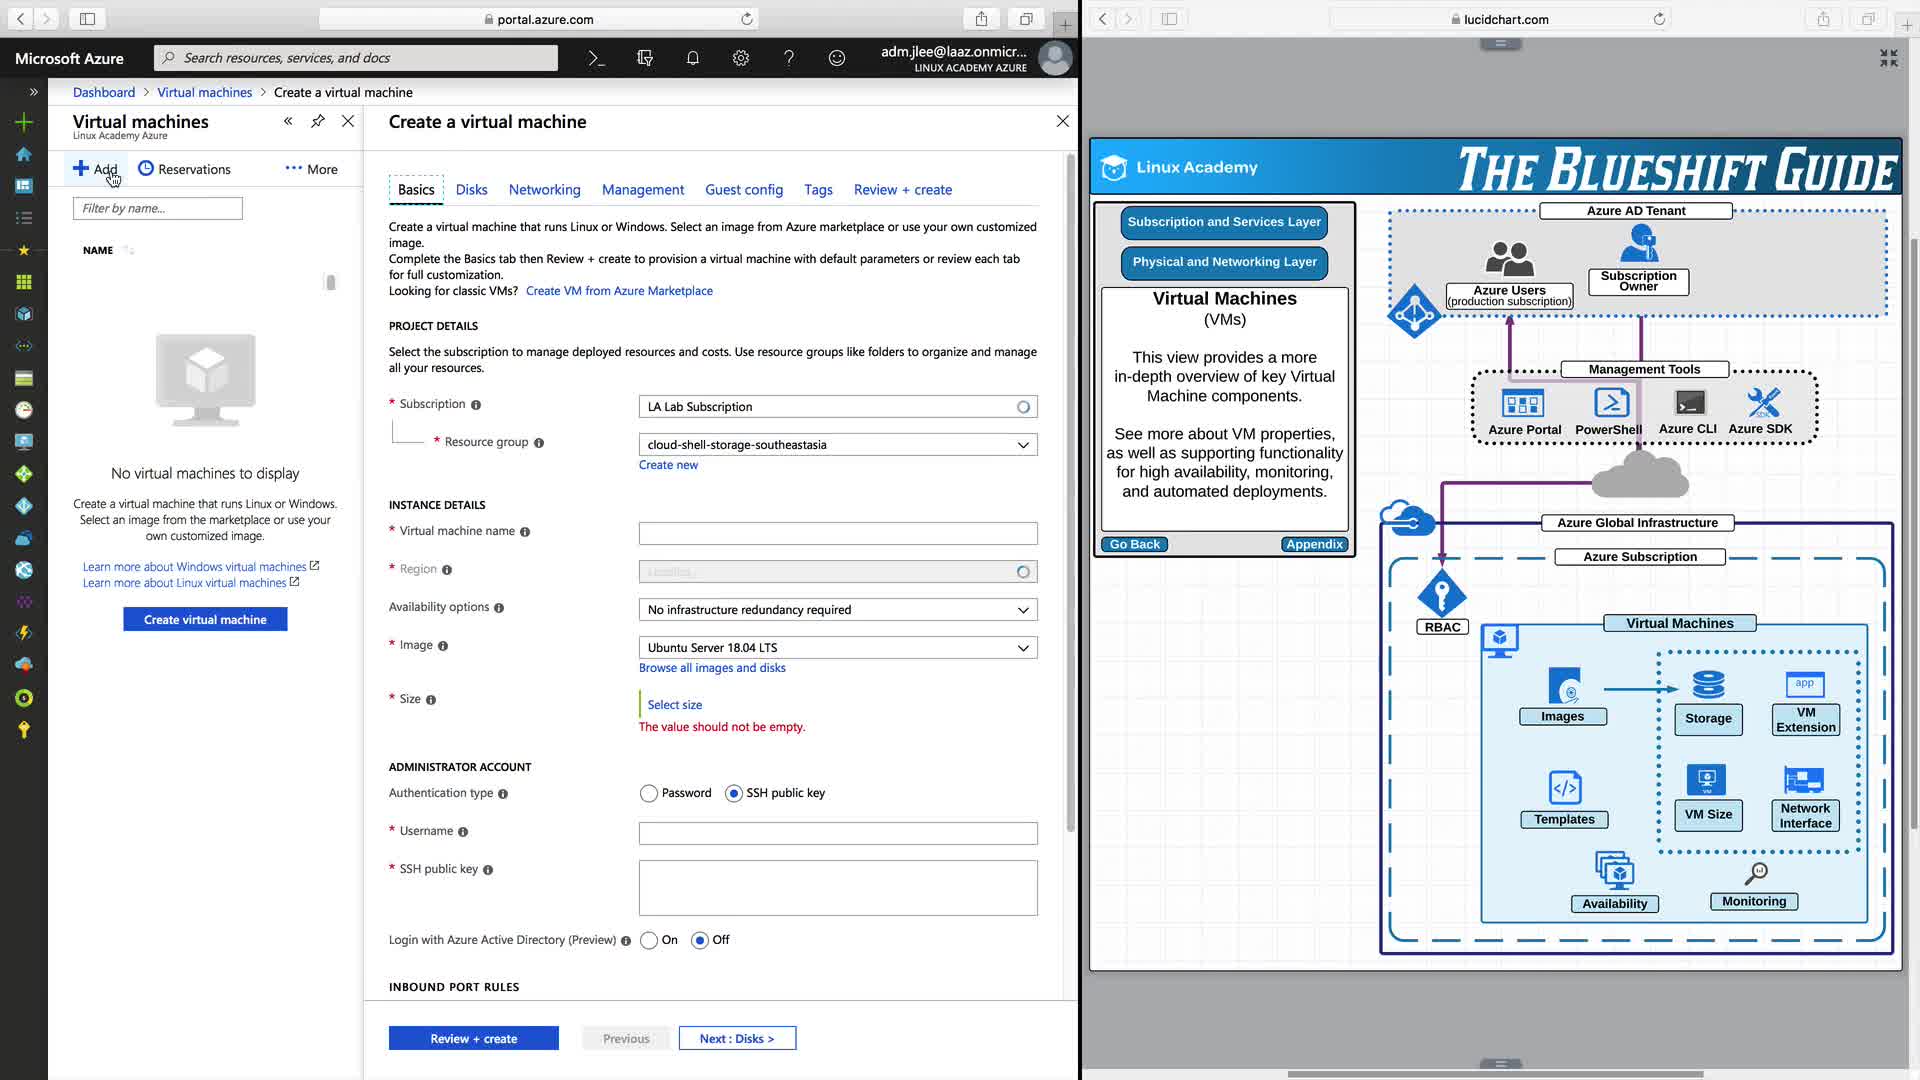 portal.azure.com
Microsoft Azure
Search resources, services, and docs
adm.jlee@laaz.onmicr...
LINUX ACADEMY AZURE
Dashboard > Virtual machines > Create a virtual machine
Virtual machines
Linux Academy Azure
Add
Reservations
More
Filter by name...
NAME
No virtual machines to display
Create a virtual machine that runs Linux or Windows.
Select an image from the marketplace or use your
own customized image.
Learn more about Windows virtual machines
Learn more about Linux virtual machines
Create virtual machine
Create a virtual machine
Basics Disks Networking Management Guest config Tags Review + create
Create a virtual machine that runs Linux or Windows. Select an image from Azure marketplace or use your own customized
image.
Complete the Basics tab then Review + create to provision a virtual machine with default parameters or review each tab
for full customization.
Looking for classic VMs? Create VM from Azure Marketplace
PROJECT DETAILS
Select the subscription to manage deployed resources and costs. Use resource groups like folders to organize and manage
all your resources.
* Subscription
LA Lab Subscription
* Resource group
cloud-shell-storage-southeastasia
Create new
INSTANCE DETAILS
* Virtual machine name
* Region
Loading...
Availability options
No infrastructure redundancy required
* Image
Ubuntu Server 18.04 LTS
Browse all images and disks
* Size
Select size
The value should not be empty.
ADMINISTRATOR ACCOUNT
Authentication type
Password SSH public key
* Username
* SSH public key
Login with Azure Active Directory (Preview)
On Off
INBOUND PORT RULES
Review + create
Previous
Next : Disks >
lucidchart.com
Linux Academy
THE BLUESHIFT GUIDE
Subscription and Services Layer
Physical and Networking Layer
Virtual Machines
(VMs)
This view provides a more
in-depth overview of key Virtual
Machine components.
See more about VM properties,
as well as supporting functionality
for high availability, monitoring,
and automated deployments.
Go Back
Appendix
Azure AD Tenant
Azure Users
(production subscription)
Subscription
Owner
Management Tools
Azure Portal
PowerShell
Azure CLI
SDK
Azure SDK
Azure Global Infrastructure
Azure Subscription
RBAC
Virtual Machines
Images
Storage
app
VM
Extension
Templates
VM
VM Size
Network
Interface
Availability
Monitoring